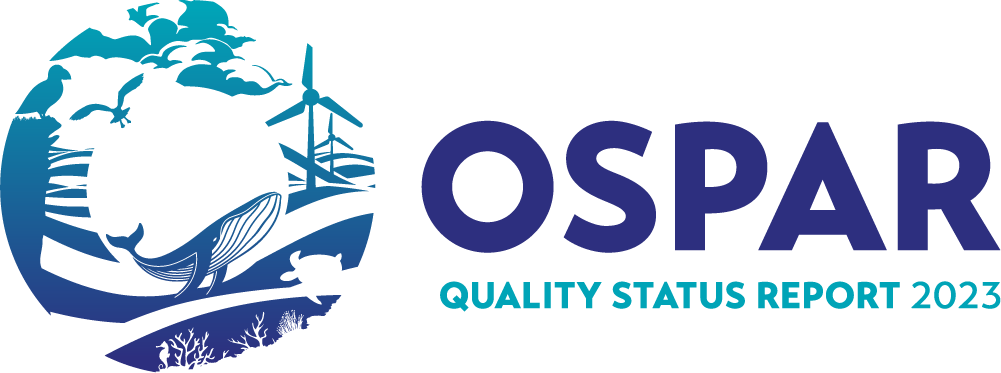 OSPAR
QUALITY STATUS REPORT 2023